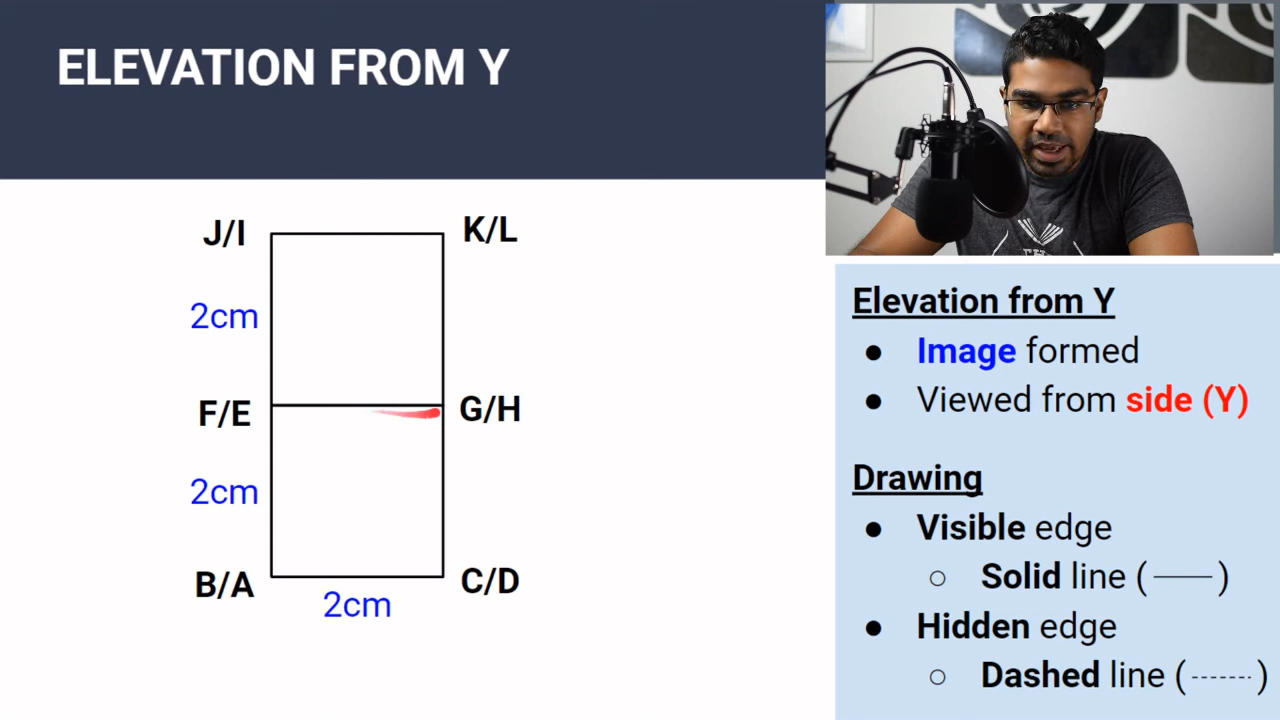 ELEVATION FROM Y
J/I
K/L
2cm
F/E
G/H
2cm
B/A
C/D
2cm
Elevation from Y
● Image formed
● Viewed from side (Y)
Drawing
● Visible edge
○ Solid line (——)
● Hidden edge
○ Dashed line (-------)